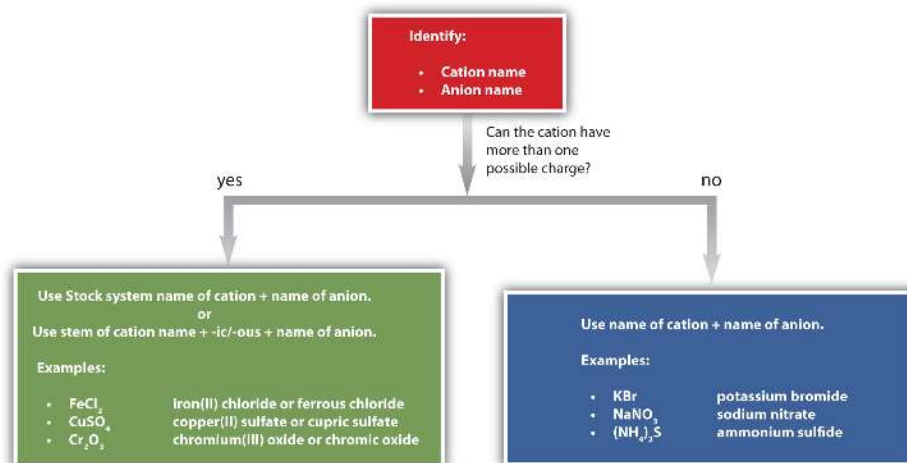 Identify:
• Cation name
• Anion name
Can the cation have
more than one
possible charge?
yes
no
Use Stock system name of cation + name of anion.
or
Use stem of cation name + -ic/-ous + name of anion.
Examples:
• FeCl₂ iron(II) chloride or ferrous chloride
• CuSO₄ copper(II) sulfate or cupric sulfate
• Cr₂O₃ chromium(III) oxide or chromic oxide
Use name of cation + name of anion.
Examples:
• KBr potassium bromide
• NaNO₃ sodium nitrate
• (NH₄)₂S ammonium sulfide